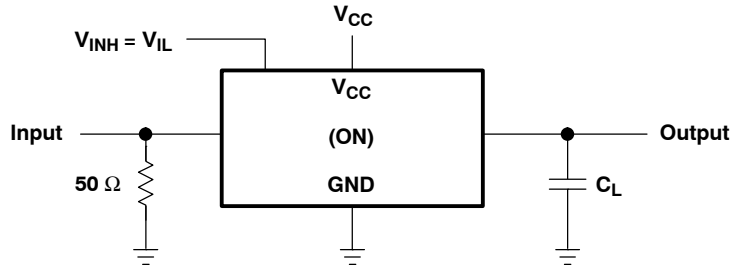 V_CC
V_INH = V_IL
V_CC
Input
(ON)
Output
50 Ω
GND
C_L